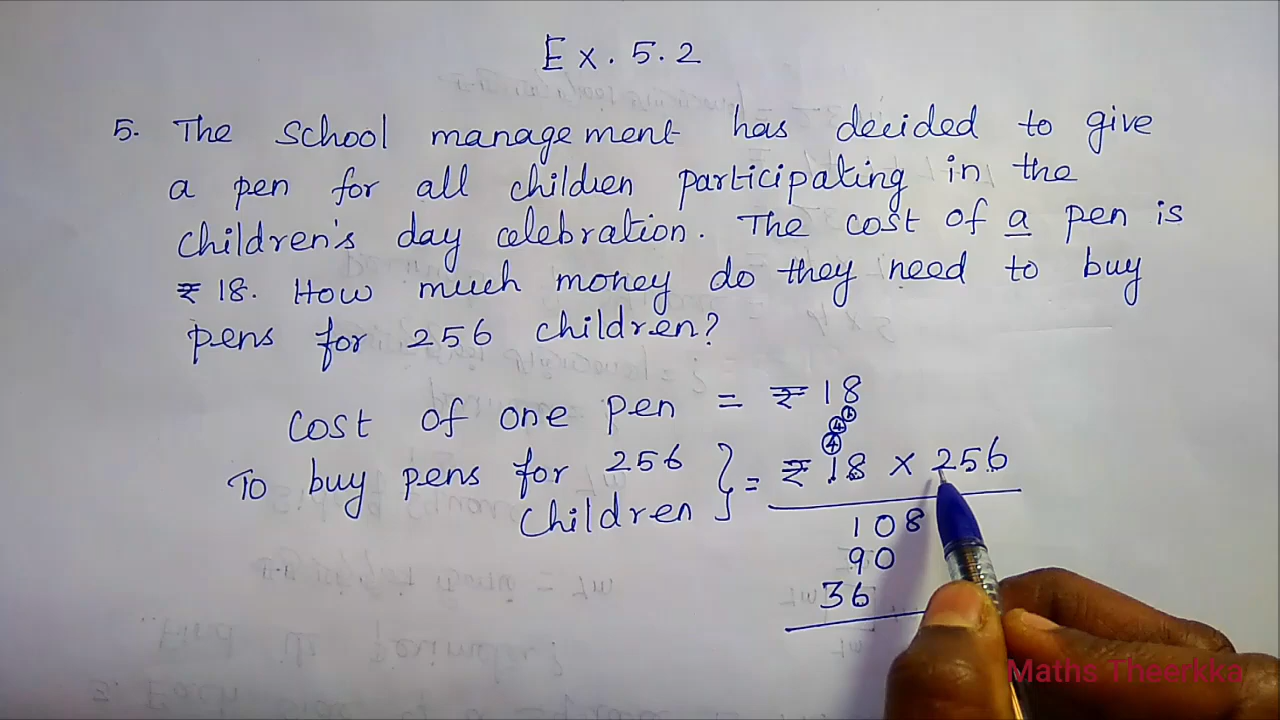 Ex. 5.2
5. The school management has decided to give
a pen for all children participating in the
children's day celebration. The cost of a pen is
₹ 18. How much money do they need to buy
pens for 256 children?
Cost of one pen = ₹ 18
To buy pens for 256 children } = ₹ 18 × 256
108
90
36
Maths Theerkka